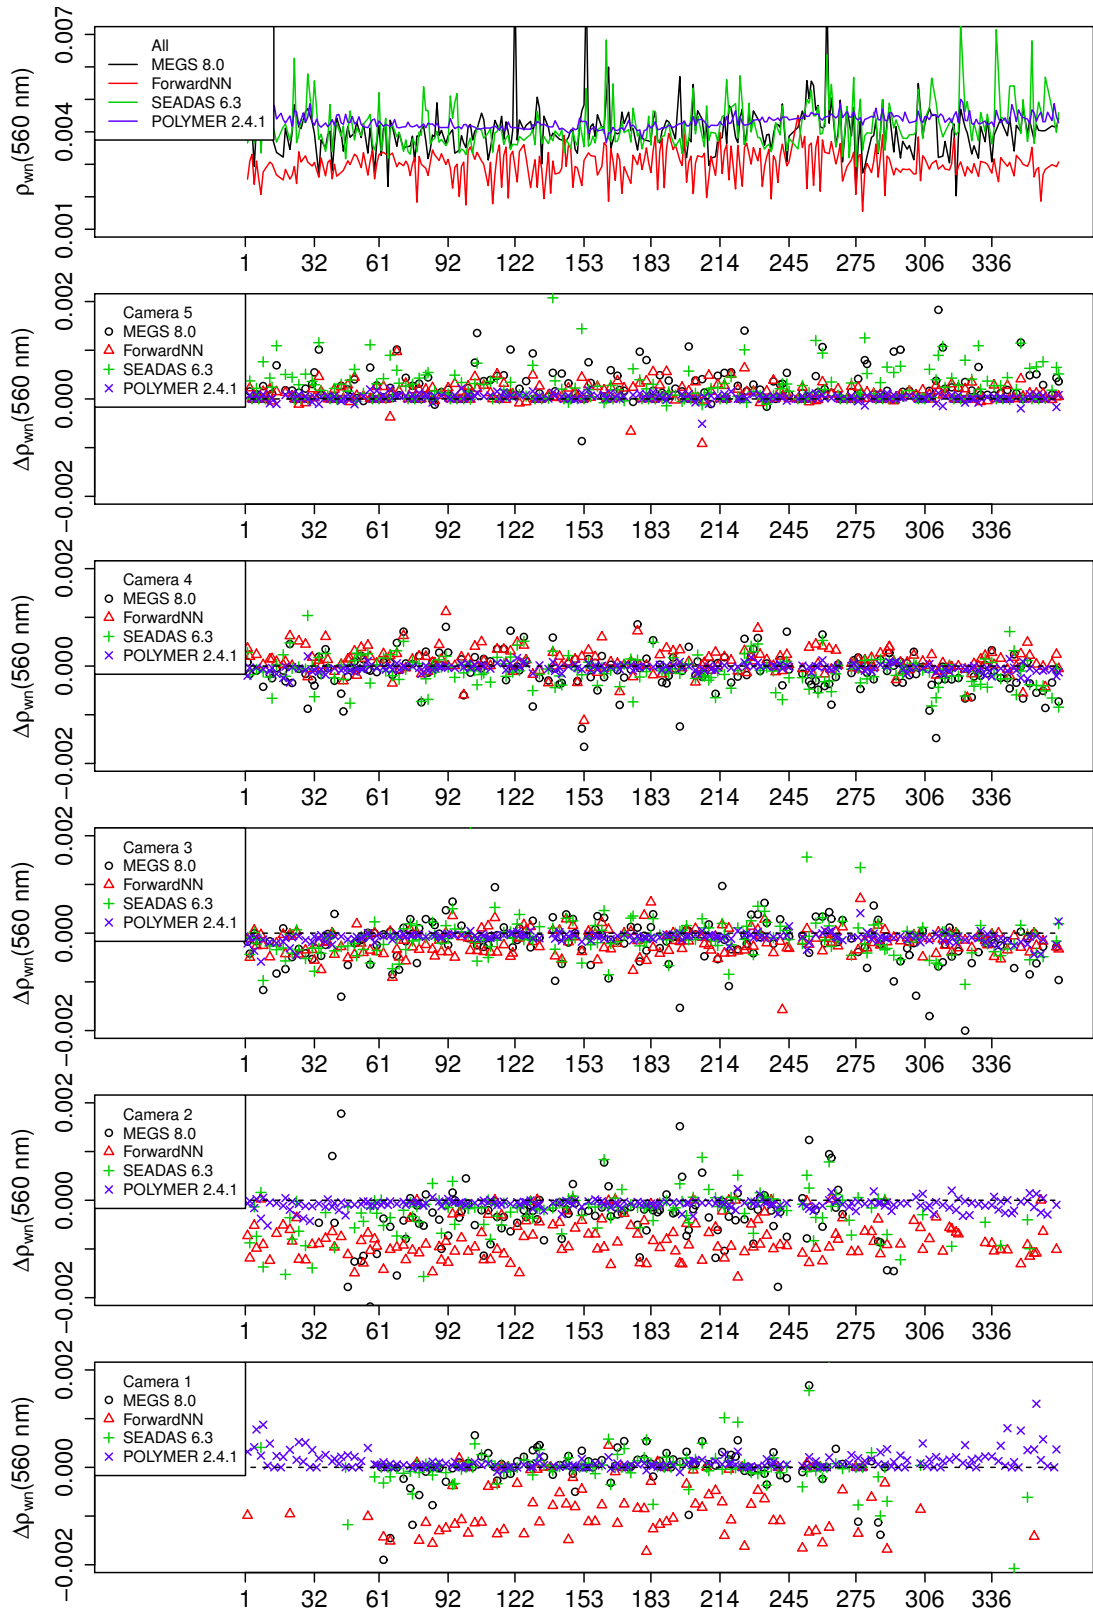 ρwn(560 nm)
0.007
0.004
0.001
All
MEGS 8.0
ForwardNN
SEADAS 6.3
POLYMER 2.4.1
1 32 61 92 122 153 183 214 245 275 306 336
Δρwn(560 nm)
0.002
0.000
−0.002
Camera 5
MEGS 8.0
ForwardNN
SEADAS 6.3
POLYMER 2.4.1
1 32 61 92 122 153 183 214 245 275 306 336
Δρwn(560 nm)
0.002
0.000
−0.002
Camera 4
MEGS 8.0
ForwardNN
SEADAS 6.3
POLYMER 2.4.1
1 32 61 92 122 153 183 214 245 275 306 336
Δρwn(560 nm)
0.002
0.000
−0.002
Camera 3
MEGS 8.0
ForwardNN
SEADAS 6.3
POLYMER 2.4.1
1 32 61 92 122 153 183 214 245 275 306 336
Δρwn(560 nm)
0.002
0.000
−0.002
Camera 2
MEGS 8.0
ForwardNN
SEADAS 6.3
POLYMER 2.4.1
1 32 61 92 122 153 183 214 245 275 306 336
Δρwn(560 nm)
0.002
0.000
−0.002
Camera 1
MEGS 8.0
ForwardNN
SEADAS 6.3
POLYMER 2.4.1
1 32 61 92 122 153 183 214 245 275 306 336